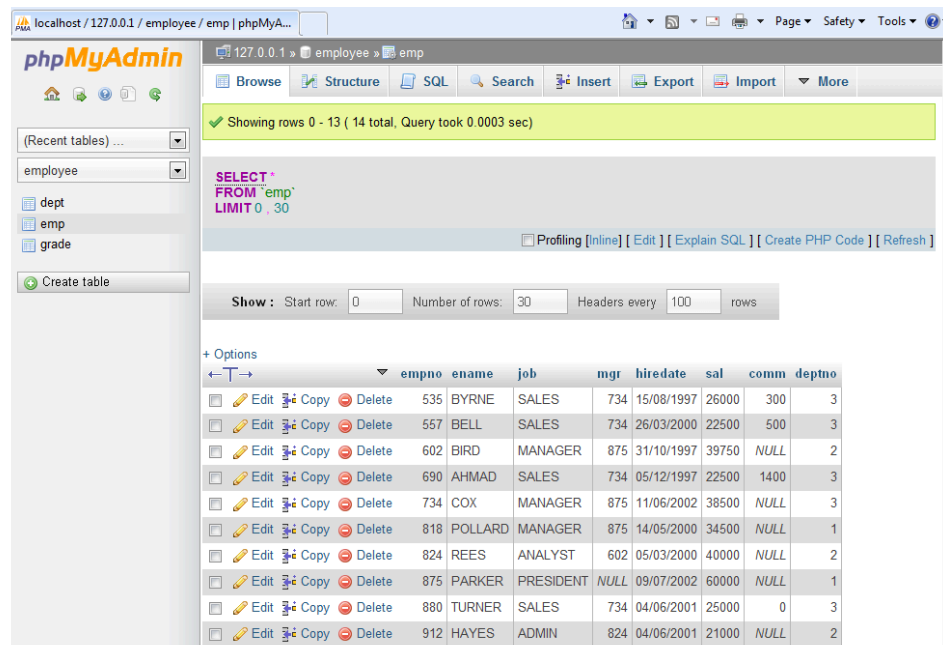 localhost / 127.0.0.1 / employee / emp | phpMyA...
Page Safety Tools
phpMyAdmin
127.0.0.1 » employee » emp
Browse Structure SQL Search Insert Export Import More
Showing rows 0 - 13 ( 14 total, Query took 0.0003 sec)
(Recent tables) ...
employee
dept
emp
grade
Create table
SELECT *
FROM `emp`
LIMIT 0 , 30
Profiling [Inline] [ Edit ] [ Explain SQL ] [ Create PHP Code ] [ Refresh ]
Show : Start row: 0 Number of rows: 30 Headers every 100 rows
+ Options
←T→ empno ename job mgr hiredate sal comm deptno
Edit Copy Delete 535 BYRNE SALES 734 15/08/1997 26000 300 3
Edit Copy Delete 557 BELL SALES 734 26/03/2000 22500 500 3
Edit Copy Delete 602 BIRD MANAGER 875 31/10/1997 39750 NULL 2
Edit Copy Delete 690 AHMAD SALES 734 05/12/1997 22500 1400 3
Edit Copy Delete 734 COX MANAGER 875 11/06/2002 38500 NULL 3
Edit Copy Delete 818 POLLARD MANAGER 875 14/05/2000 34500 NULL 1
Edit Copy Delete 824 REES ANALYST 602 05/03/2000 40000 NULL 2
Edit Copy Delete 875 PARKER PRESIDENT NULL 09/07/2002 60000 NULL 1
Edit Copy Delete 880 TURNER SALES 734 04/06/2001 25000 0 3
Edit Copy Delete 912 HAYES ADMIN 824 04/06/2001 21000 NULL 2